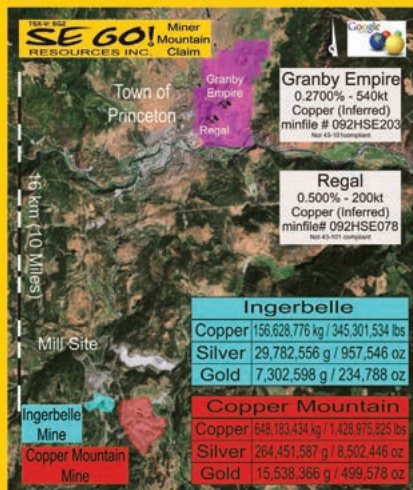 TSX-V: SGZ
SE GO!
RESOURCES INC.
Miner
Mountain
Claim
Google
Town of
Princeton
Granby
Empire
Regal
Granby Empire
0.2700% - 540kt
Copper (Inferred)
minfile # 092HSE203
Not 43-101compliant
Regal
0.500% - 200kt
Copper (Inferred)
minfile# 092HSE078
Not 43-101 compliant
16 km (10 Miles)
Mill Site
Ingerbelle
Mine
Copper Mountain
Mine
Ingerbelle
Copper 156,628,776 kg / 345,301,534 lbs
Silver 29,782,556 g / 957,546 oz
Gold 7,302,598 g / 234,788 oz
Copper Mountain
Copper 648,183,434 kg / 1,428,975,825 lbs
Silver 264,451,587 g / 8,502,446 oz
Gold 15,538,366 g / 499,578 oz